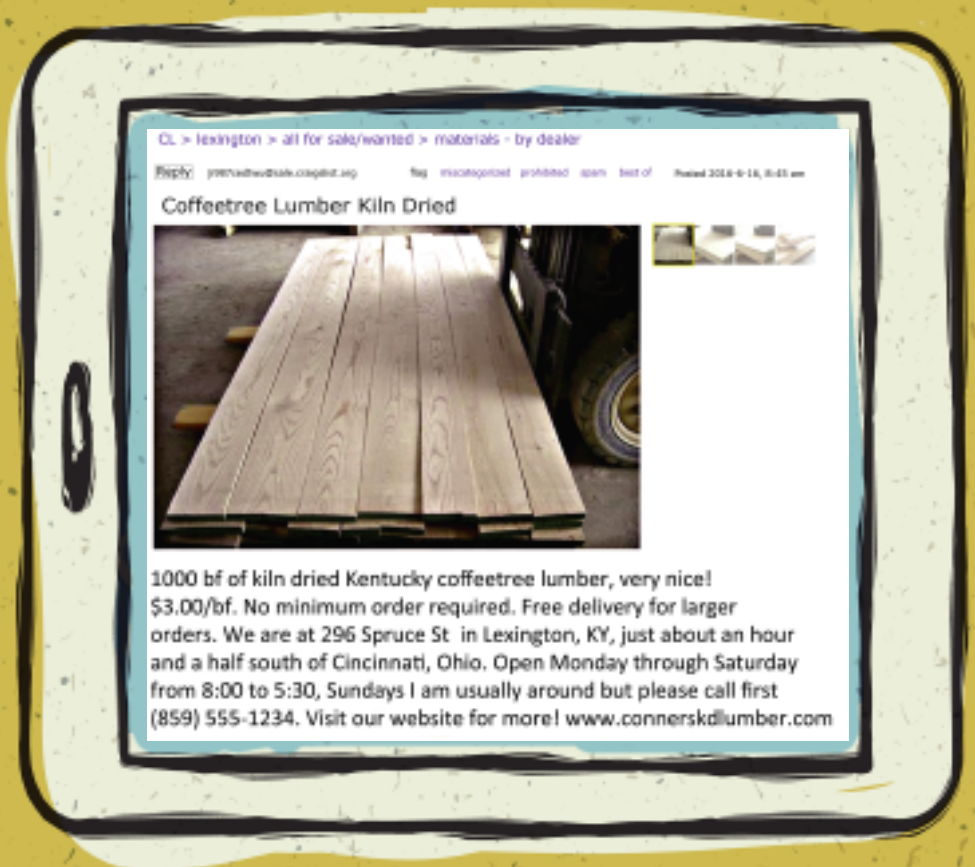 CL > lexington > all for sale/wanted > materials - by dealer
Reply flag miscategorized prohibited spam best of Posted
Coffeetree Lumber Kiln Dried
1000 bf of kiln dried Kentucky coffeetree lumber, very nice!
$3.00/bf. No minimum order required. Free delivery for larger
orders. We are at 296 Spruce St in Lexington, KY, just about an hour
and a half south of Cincinnati, Ohio. Open Monday through Saturday
from 8:00 to 5:30, Sundays I am usually around but please call first
(859) 555-1234. Visit our website for more! www.connerskdlumber.com